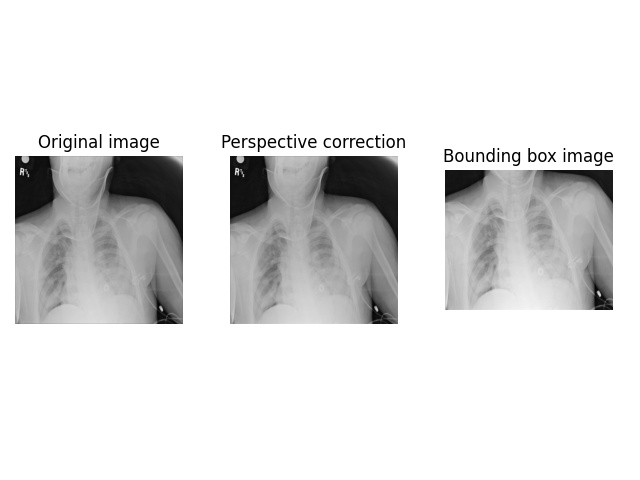 Original image
Perspective correction
Bounding box image
R
R